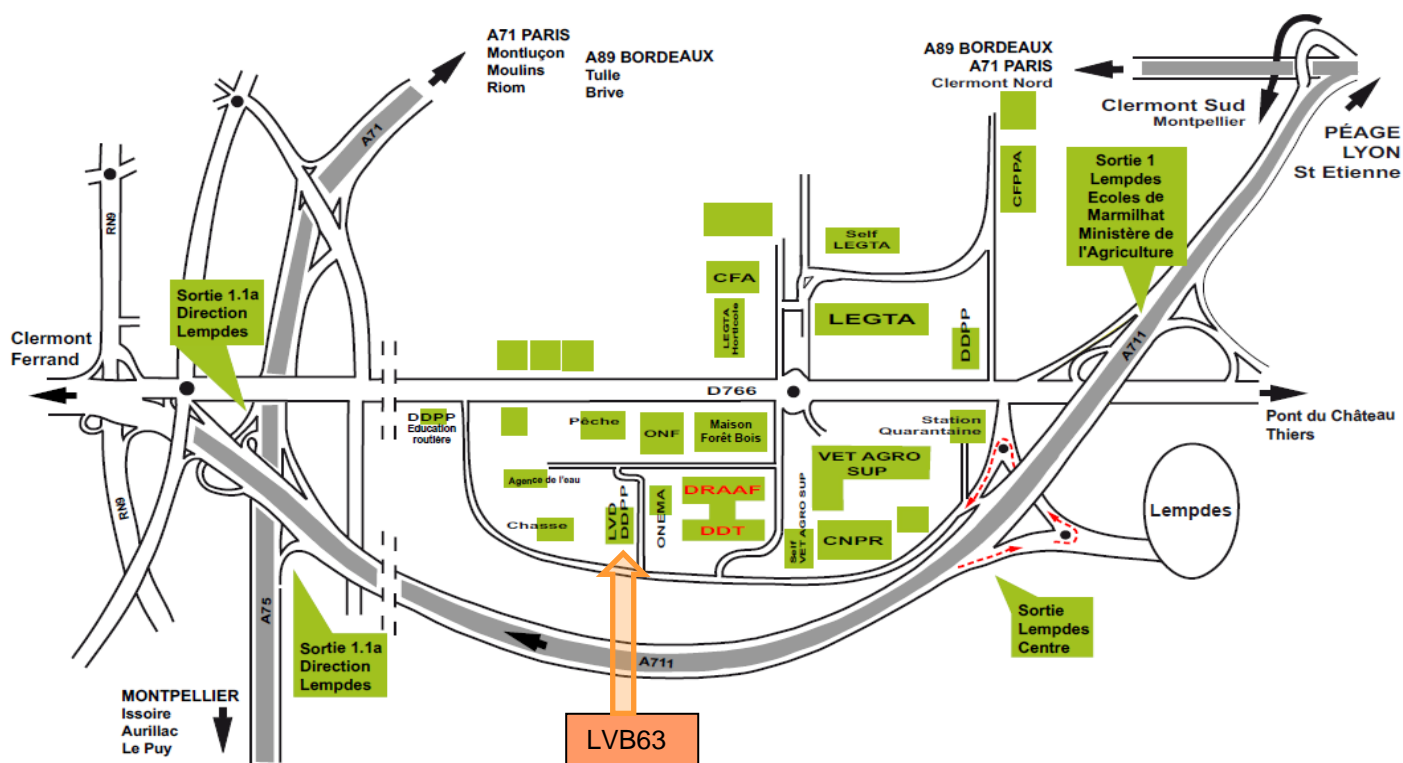 A71 PARIS
Montluçon
Moulins
Riom
A89 BORDEAUX
Tulle
Brive
A89 BORDEAUX
A71 PARIS
Clermont Nord
Clermont Sud
Montpellier
PÉAGE
LYON
St Etienne
A71
RN9
Sortie 1
Lempdes
Ecoles de
Marmilhat
Ministère de
l'Agriculture
CFPPA
Self
LEGTA
CFA
LEGTA
Horticole
LEGTA
DDPP
Sortie 1.1a
Direction
Lempdes
Clermont
Ferrand
A711
D766
Pont du Château
Thiers
DDPP
Education
routière
Pêche
ONF
Maison
Forêt Bois
Station
Quarantaine
VET AGRO
SUP
Agence de l'eau
Chasse
LVD
DDPP
ONEMA
DRAAF
DDT
Self
VET AGRO SUP
CNPR
Lempdes
RN9
A75
Sortie 1.1a
Direction
Lempdes
A711
Sortie
Lempdes
Centre
MONTPELLIER
Issoire
Aurillac
Le Puy
LVB63